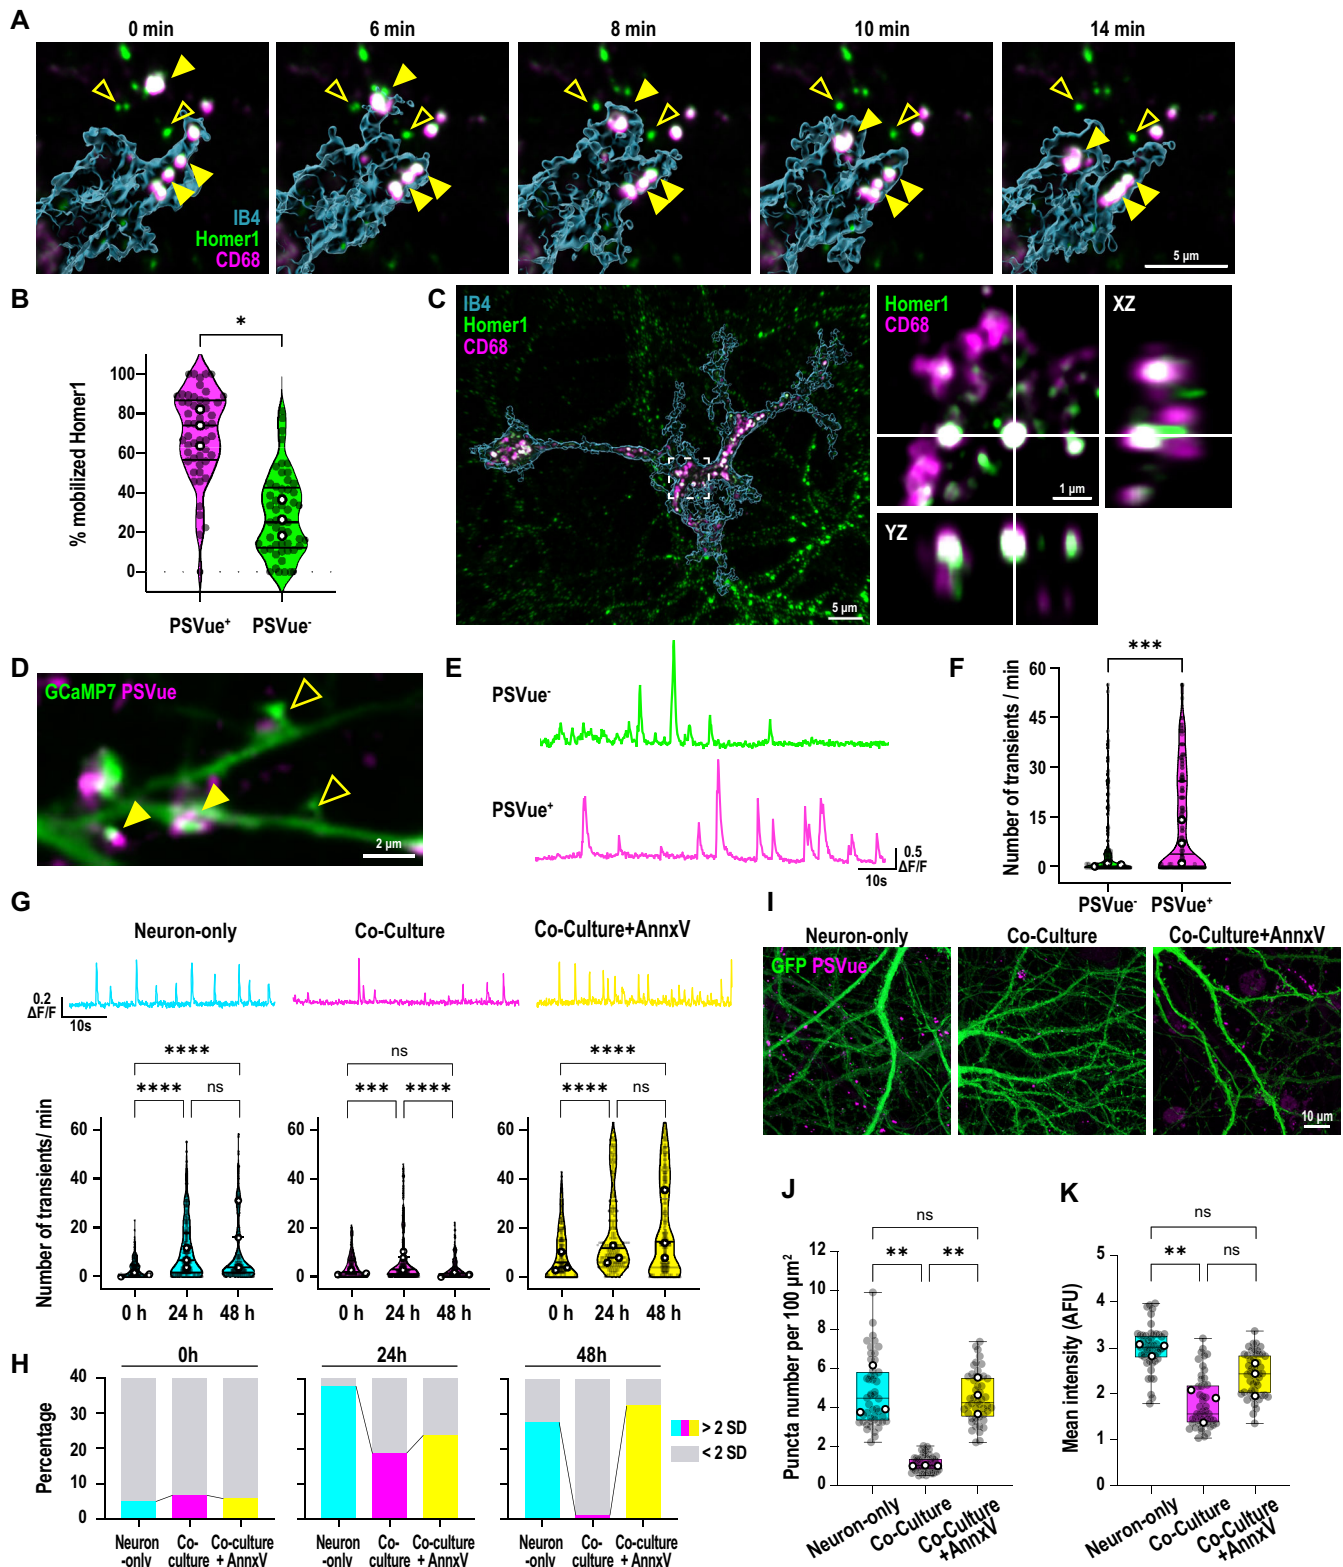 A
0 min
6 min
8 min
10 min
14 min
IB4
Homer1
CD68
5 µm
B
*
% mobilized Homer1
100
80
60
40
20
0
PSVue⁺
PSVue⁻
C
IB4
Homer1
CD68
5 µm
Homer1
CD68
1 µm
XZ
YZ
D
GCaMP7 PSVue
2 µm
E
PSVue⁻
PSVue⁺
0.5
ΔF/F
10s
F
***
Number of transients / min
60
45
30
15
0
PSVue⁻
PSVue⁺
G
Neuron-only
Co-Culture
Co-Culture+AnnxV
0.2
ΔF/F
10s
****
****
ns
ns
***
****
****
****
ns
Number of transients/ min
60
40
20
0
0 h
24 h
48 h
60
40
20
0
0 h
24 h
48 h
60
40
20
0
0 h
24 h
48 h
H
0h
24h
48h
Percentage
40
30
20
10
0
> 2 SD
< 2 SD
Neuron
-only
Co-
culture
Co-culture
+ AnnxV
Neuron
-only
Co-
culture
Co-culture
+ AnnxV
Neuron
-only
Co-
culture
Co-culture
+ AnnxV
I
Neuron-only
Co-Culture
Co-Culture+AnnxV
GFP PSVue
10 µm
J
ns
**
**
Puncta number per 100 µm²
12
10
8
6
4
2
0
Neuron-only
Co-Culture
Co-Culture
+AnnxV
K
ns
**
ns
Mean intensity (AFU)
5
4
3
2
1
0
Neuron-only
Co-Culture
Co-Culture
+AnnxV